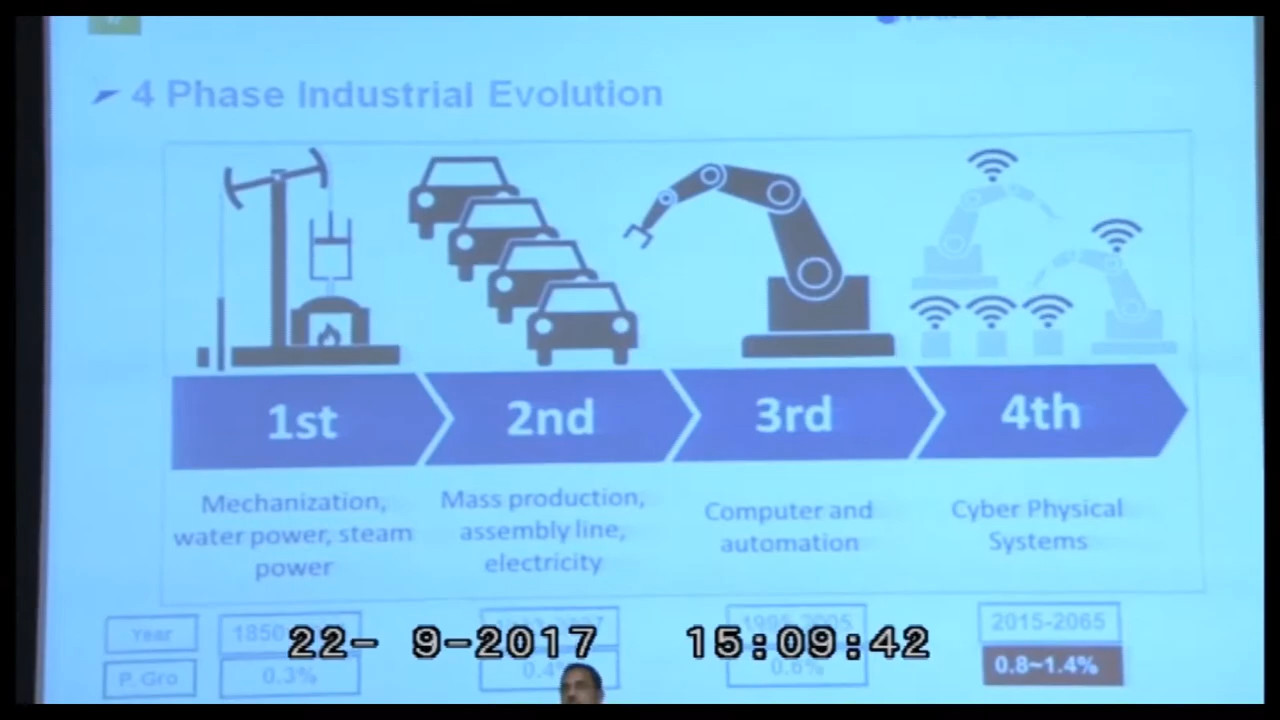 4 Phase Industrial Evolution
1st
2nd
3rd
4th
Mechanization,
water power, steam
power
Mass production,
assembly line,
electricity
Computer and
automation
Cyber Physical
Systems
Year
1850
2015-2065
P. Gro
0.3%
0.6%
0.8~1.4%
22- 9-2017 15:09:42